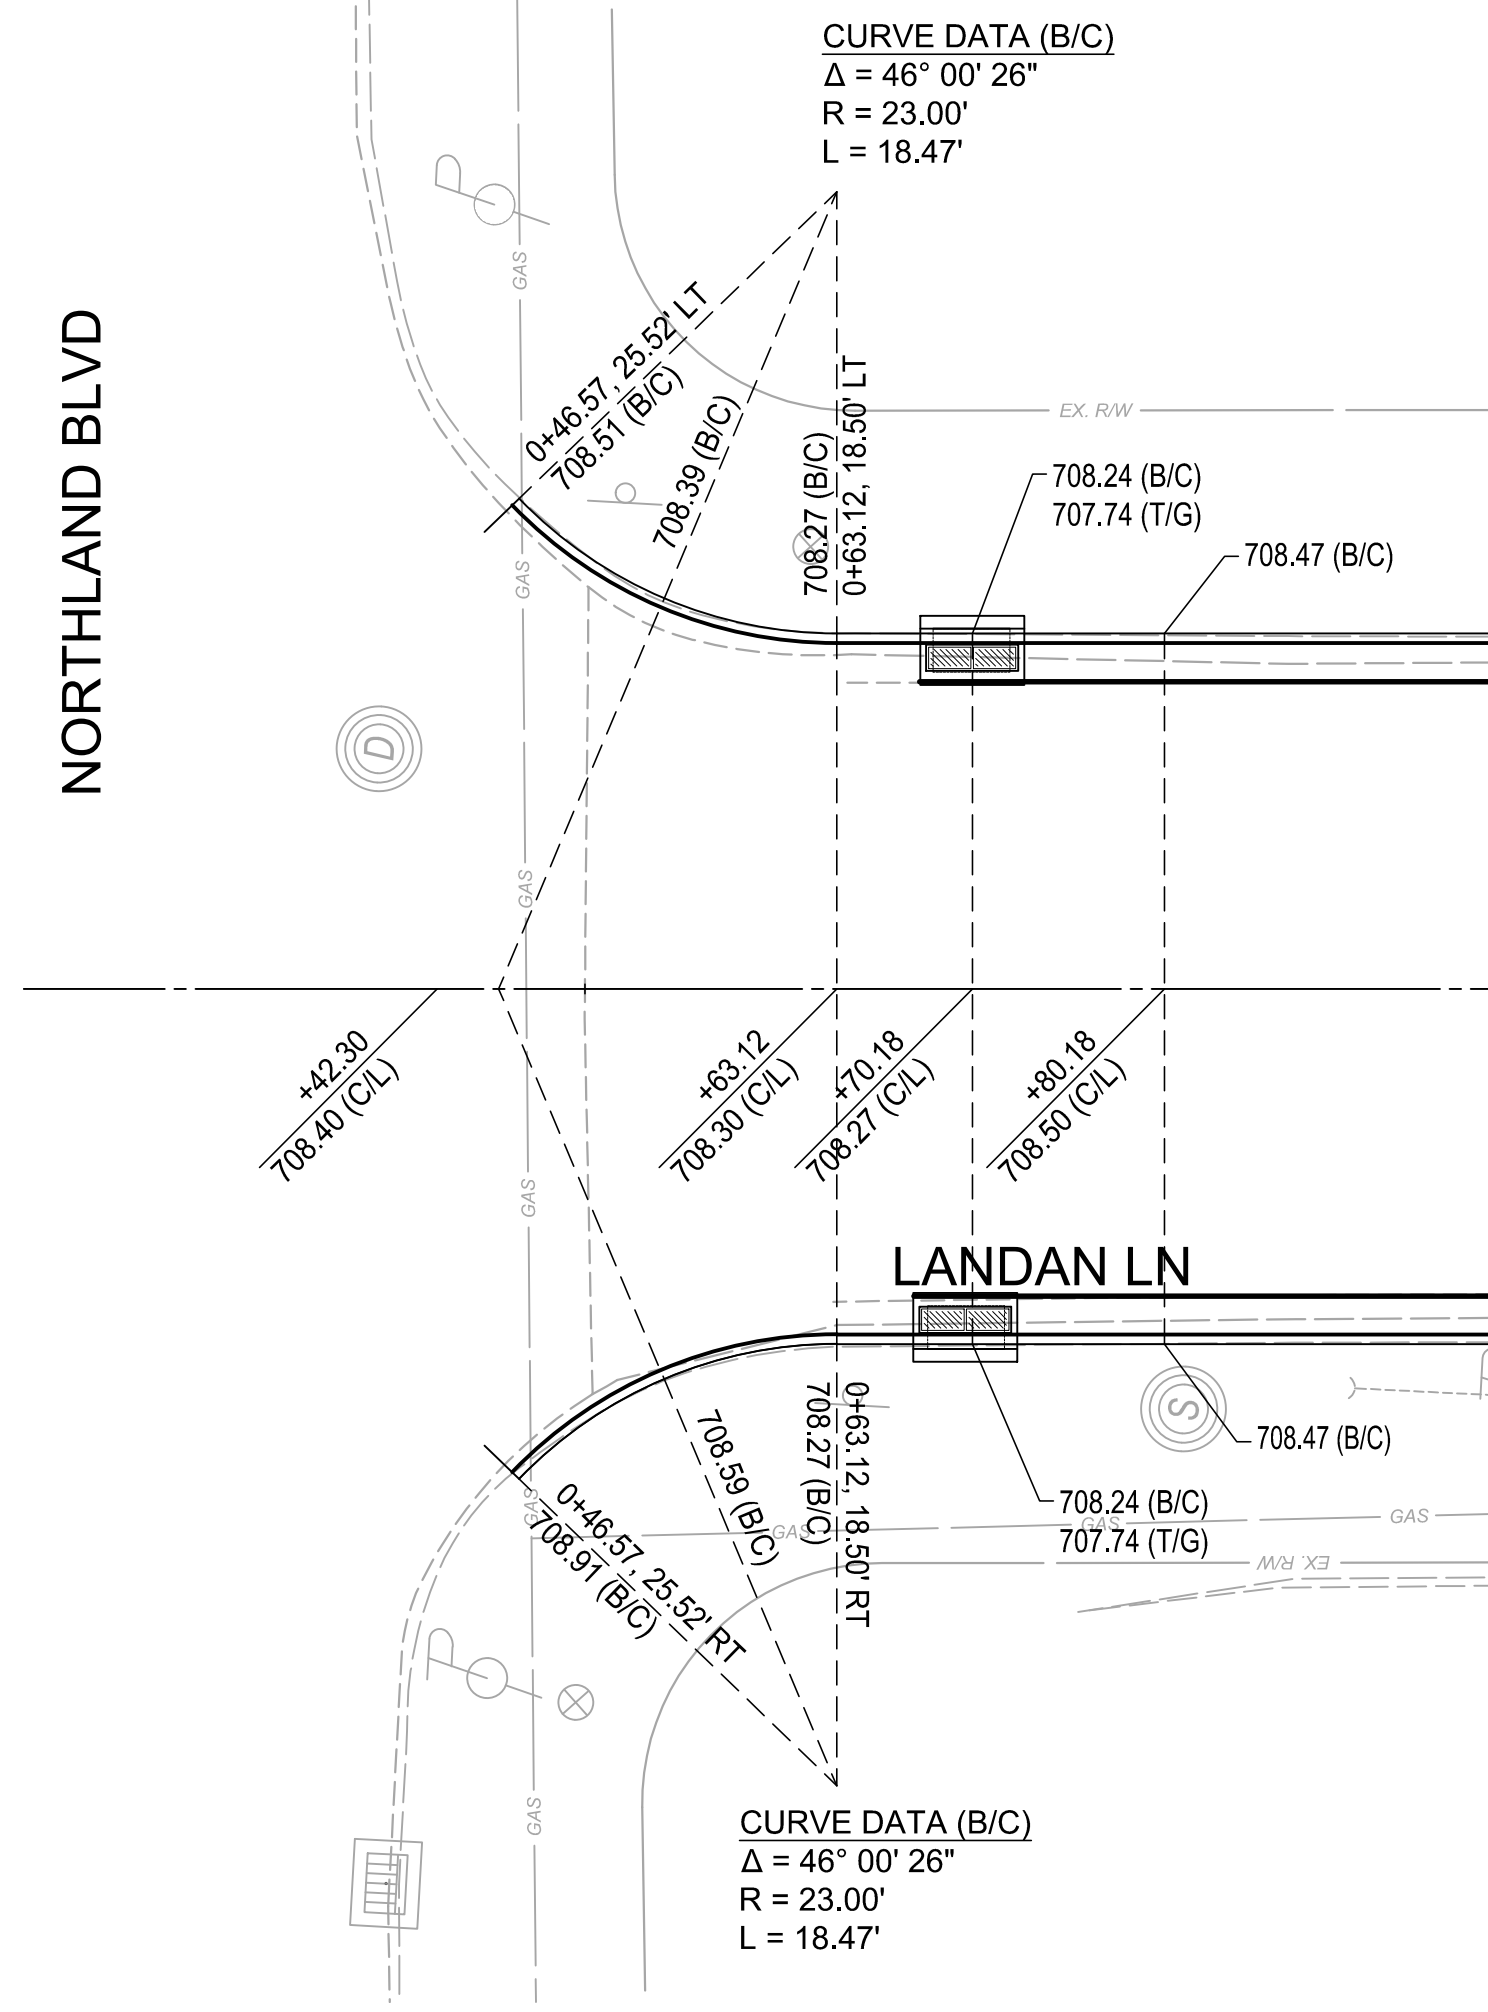 CURVE DATA (B/C)
Δ = 46° 00' 26"
R = 23.00'
L = 18.47'
NORTHLAND BLVD
GAS
0+46.57, 25.52' LT
708.51 (B/C)
708.39 (B/C)
708.27 (B/C)
0+63.12, 18.50' LT
EX. R/W
708.24 (B/C)
707.74 (T/G)
708.47 (B/C)
GAS
D
GAS
+42.30
708.40 (C/L)
+63.12
708.30 (C/L)
+70.18
708.27 (C/L)
+80.18
708.50 (C/L)
GAS
LANDAN LN
S
708.47 (B/C)
708.24 (B/C)
707.74 (T/G)
0+63.12, 18.50' RT
708.27 (B/C)
708.59 (B/C)
0+46.57, 25.52' RT
708.91 (B/C)
GAS
GAS
GAS
GAS
EX. R/W
GAS
CURVE DATA (B/C)
Δ = 46° 00' 26"
R = 23.00'
L = 18.47'